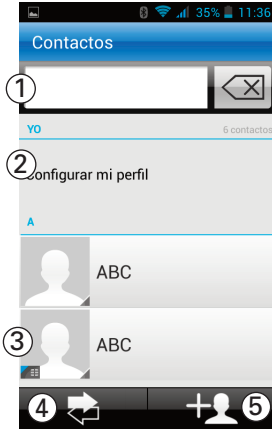 35% 11:36
Contactos
1
YO 6 contactos
2
Configurar mi perfil
A
ABC
3 ABC
4 5